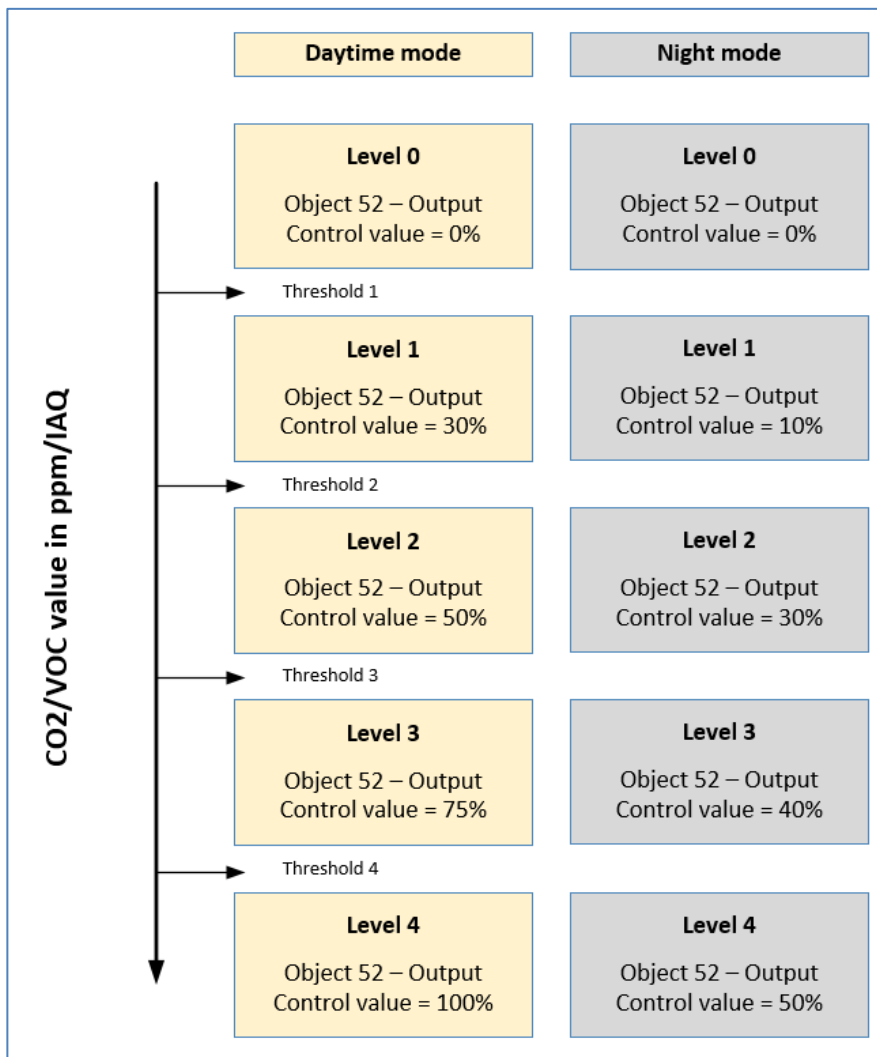 Daytime mode
Night mode
CO2/VOC value in ppm/IAQ
Level 0
Object 52 – Output
Control value = 0%
Level 0
Object 52 – Output
Control value = 0%
Threshold 1
Level 1
Object 52 – Output
Control value = 30%
Level 1
Object 52 – Output
Control value = 10%
Threshold 2
Level 2
Object 52 – Output
Control value = 50%
Level 2
Object 52 – Output
Control value = 30%
Threshold 3
Level 3
Object 52 – Output
Control value = 75%
Level 3
Object 52 – Output
Control value = 40%
Threshold 4
Level 4
Object 52 – Output
Control value = 100%
Level 4
Object 52 – Output
Control value = 50%